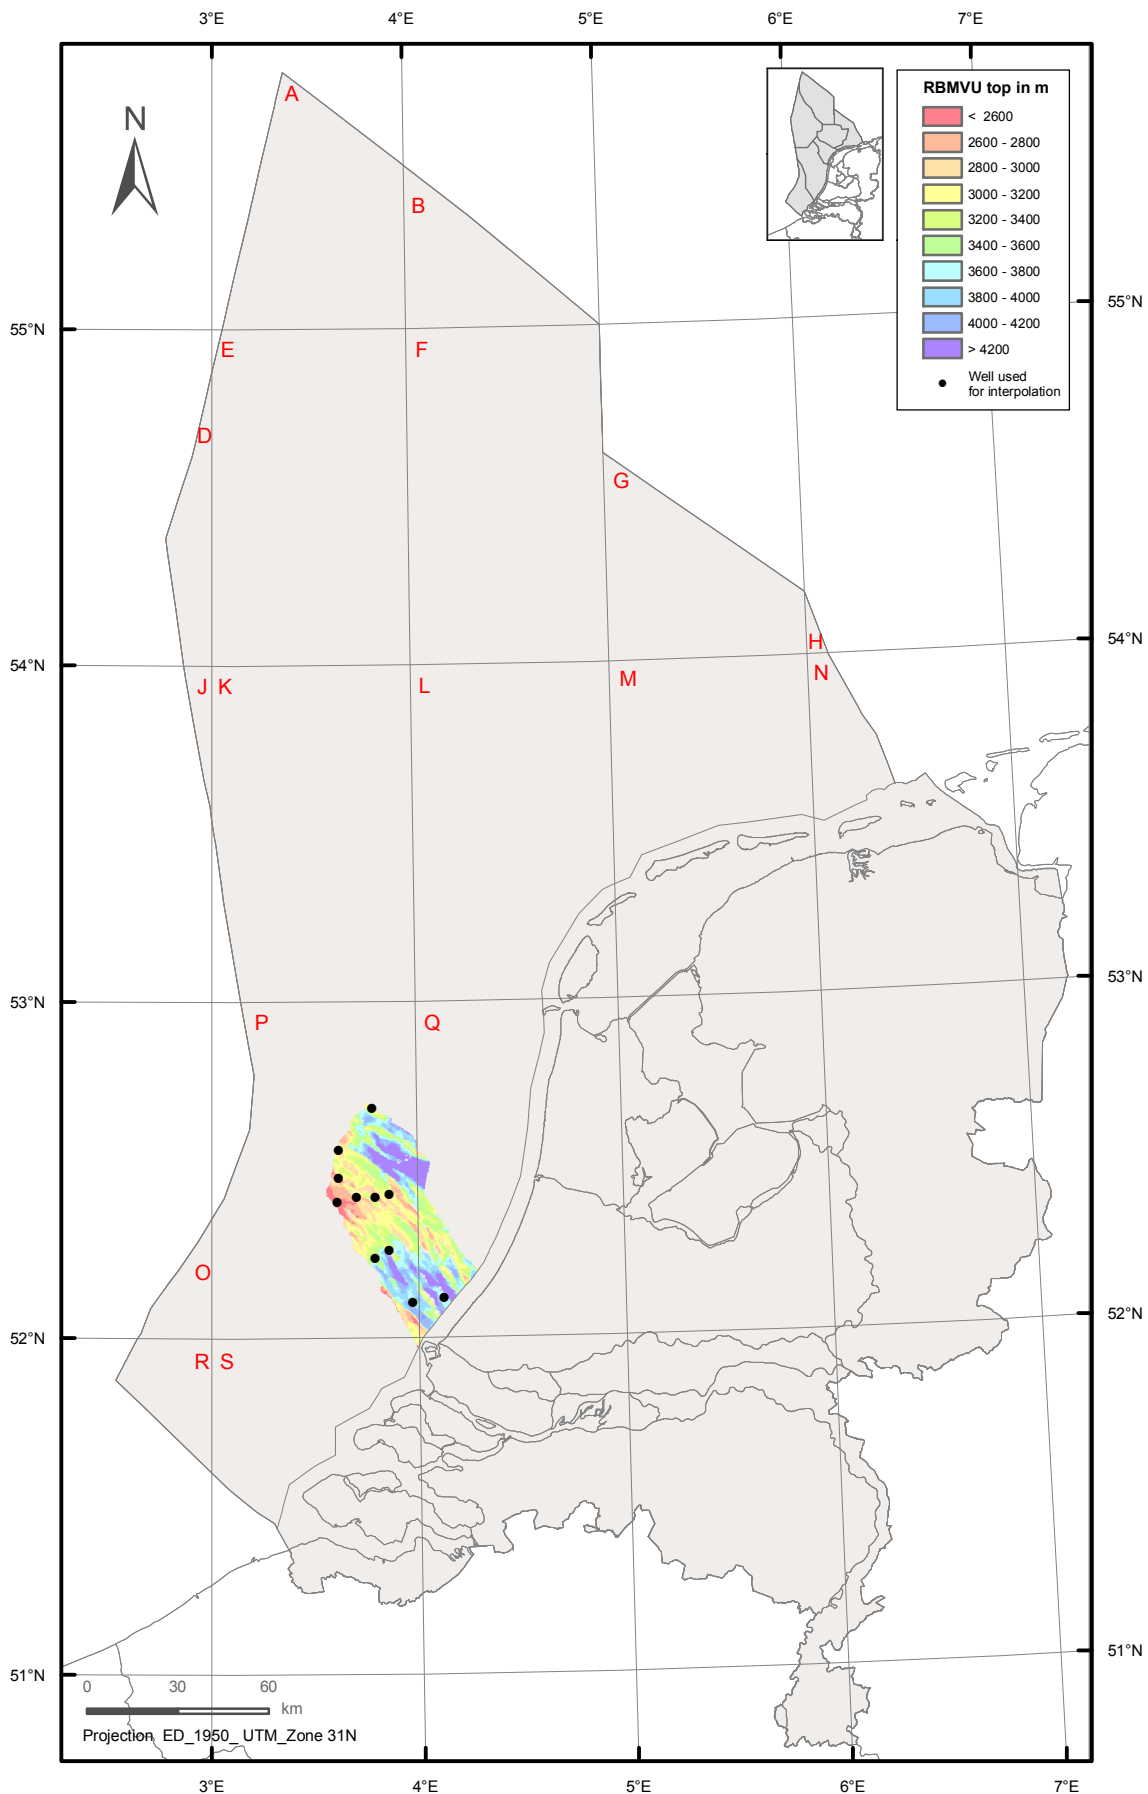 3°E 4°E 5°E 6°E 7°E
N
RBMVU top in m
< 2600
2600 - 2800
2800 - 3000
3000 - 3200
3200 - 3400
3400 - 3600
3600 - 3800
3800 - 4000
4000 - 4200
> 4200
Well used
for interpolation
A
B
55°N 55°N
E F
D
G
54°N 54°N
H
J K L M N
53°N 53°N
P Q
O
52°N 52°N
R S
51°N 51°N
0 30 60
km
Projection ED_1950_ UTM_Zone 31N
3°E 4°E 5°E 6°E 7°E